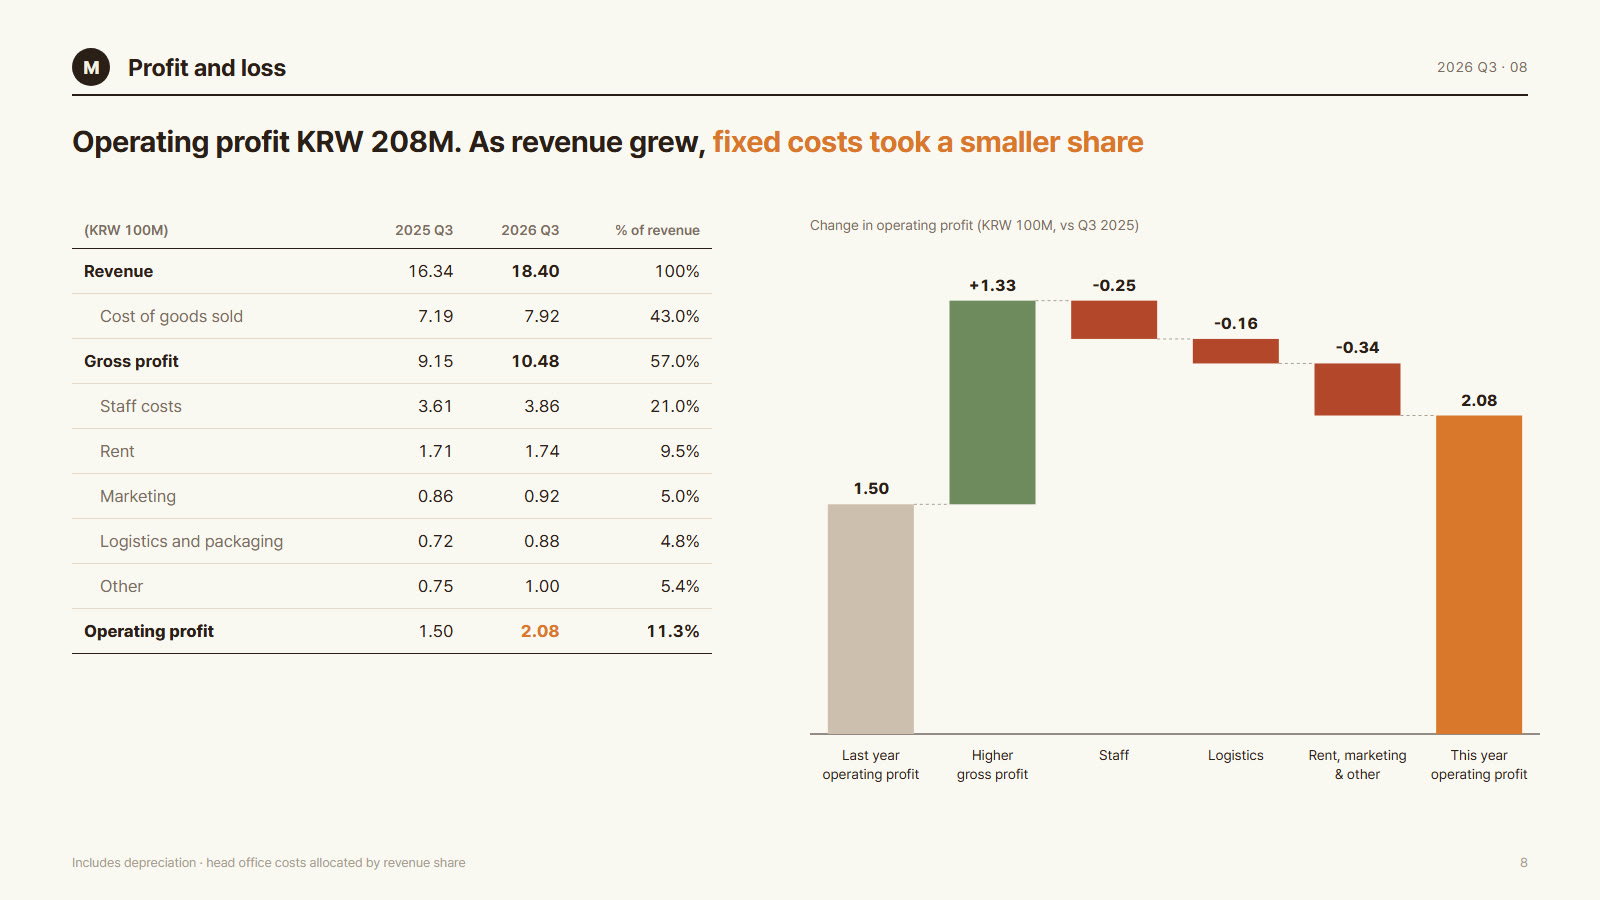 M
Profit and loss
2026 Q3 · 08
Operating profit KRW 208M. As revenue grew, fixed costs took a smaller share
(KRW 100M) 2025 Q3 2026 Q3 % of revenue
Revenue 16.34 18.40 100%
Cost of goods sold 7.19 7.92 43.0%
Gross profit 9.15 10.48 57.0%
Staff costs 3.61 3.86 21.0%
Rent 1.71 1.74 9.5%
Marketing 0.86 0.92 5.0%
Logistics and packaging 0.72 0.88 4.8%
Other 0.75 1.00 5.4%
Operating profit 1.50 2.08 11.3%
Change in operating profit (KRW 100M, vs Q3 2025)
1.50
+1.33
-0.25
-0.16
-0.34
2.08
Last year
operating profit
Higher
gross profit
Staff
Logistics
Rent, marketing
& other
This year
operating profit
Includes depreciation · head office costs allocated by revenue share
8